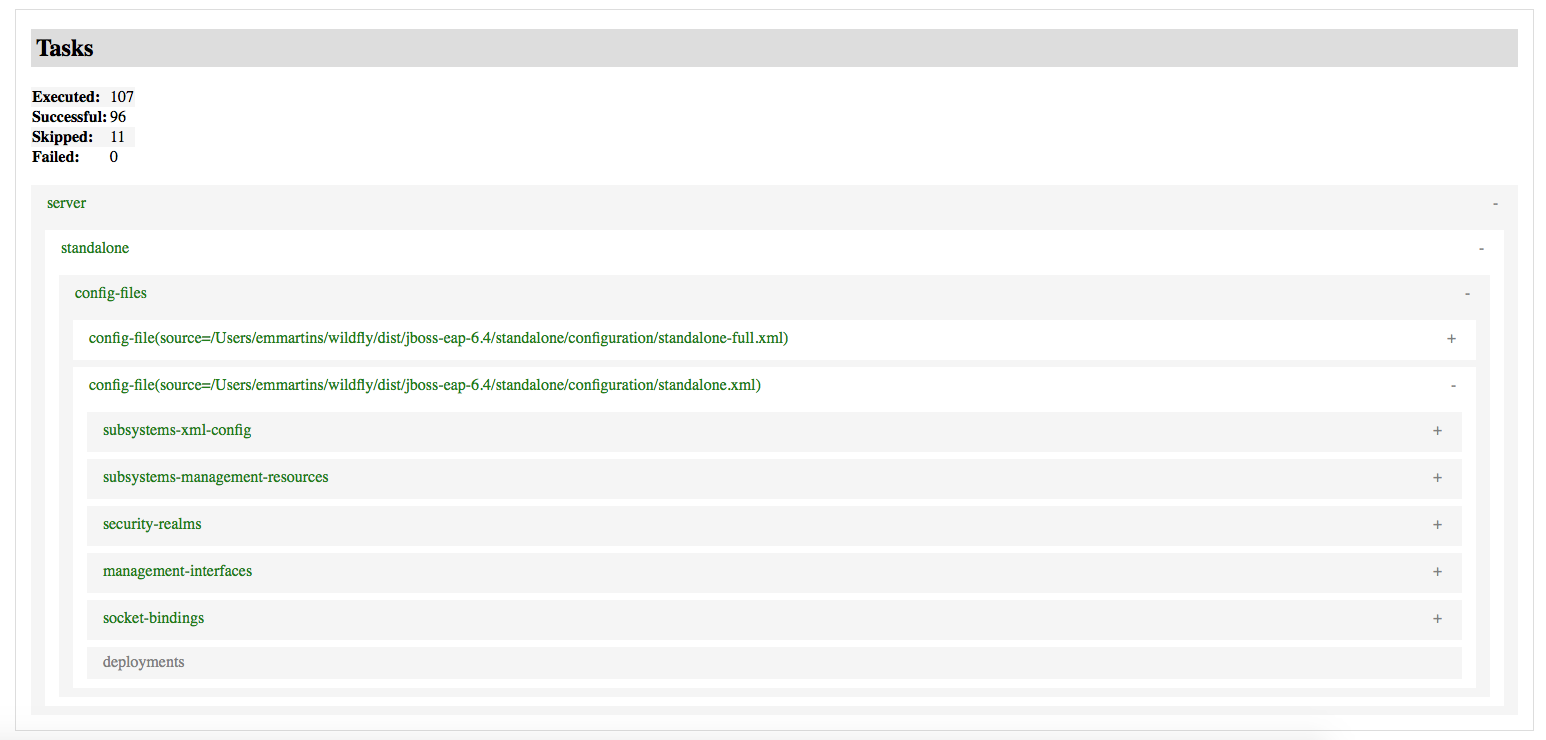 Tasks
Executed: 107
Successful: 96
Skipped: 11
Failed: 0
server -
standalone -
config-files -
config-file(source=/Users/emmartins/wildfly/dist/jboss-eap-6.4/standalone/configuration/standalone-full.xml) +
config-file(source=/Users/emmartins/wildfly/dist/jboss-eap-6.4/standalone/configuration/standalone.xml) -
subsystems-xml-config +
subsystems-management-resources +
security-realms +
management-interfaces +
socket-bindings +
deployments